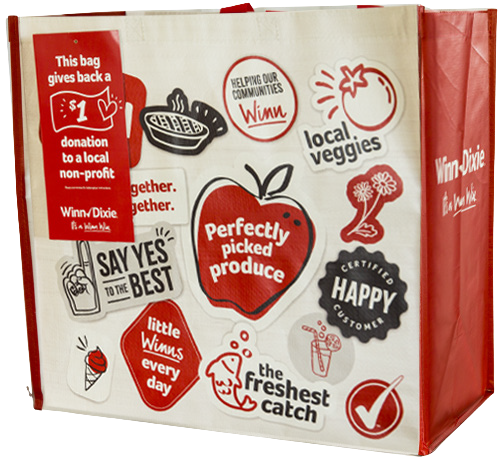 This bag
gives back a
$1
donation
to a local
non-profit
Winn✓Dixie
It's a Winn Win
HELPING OUR
COMMUNITIES
Winn
local
veggies
gether.
gether.
Perfectly
picked
produce
SAY YES
TO THE BEST
BEST
CERTIFIED
HAPPY
CUSTOMER
little
Winns
every
day
the
freshest
catch
Winn✓Dixie
It's a Winn Win